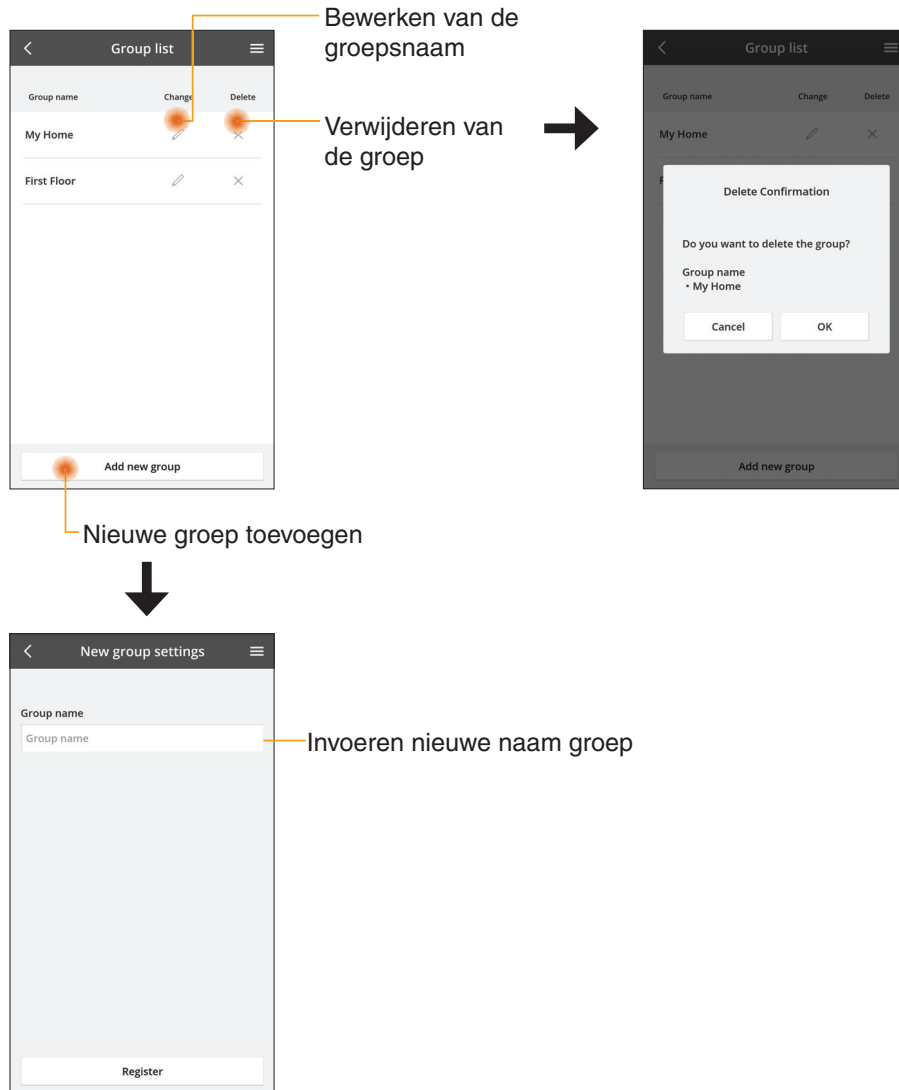 Bewerken van de
groepsnaam
Group list
Group name Change Delete
My Home
First Floor
Verwijderen van
de groep
Add new group
Nieuwe groep toevoegen
Group list
Group name Change Delete
My Home
F
Delete Confirmation
Do you want to delete the group?
Group name
• My Home
Cancel OK
Add new group
New group settings
Group name
Group name
Invoeren nieuwe naam groep
Register